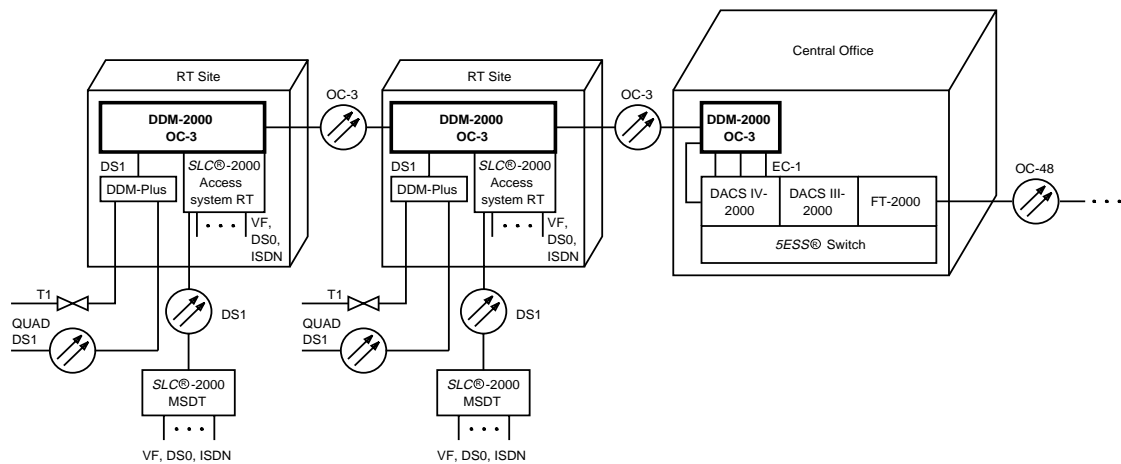 Central Office
RT Site
RT Site
OC-3
OC-3
DDM-2000
OC-3
DDM-2000
OC-3
DDM-2000
OC-3
DS1
SLC®-2000
Access
system RT
DDM-Plus
DS1
SLC®-2000
Access
system RT
DDM-Plus
EC-1
OC-48
DACS IV-
2000
DACS III-
2000
FT-2000
5ESS® Switch
VF,
DS0,
ISDN
VF,
DS0,
ISDN
T1
QUAD
DS1
DS1
T1
QUAD
DS1
DS1
SLC®-2000
MSDT
SLC®-2000
MSDT
VF, DS0, ISDN
VF, DS0, ISDN